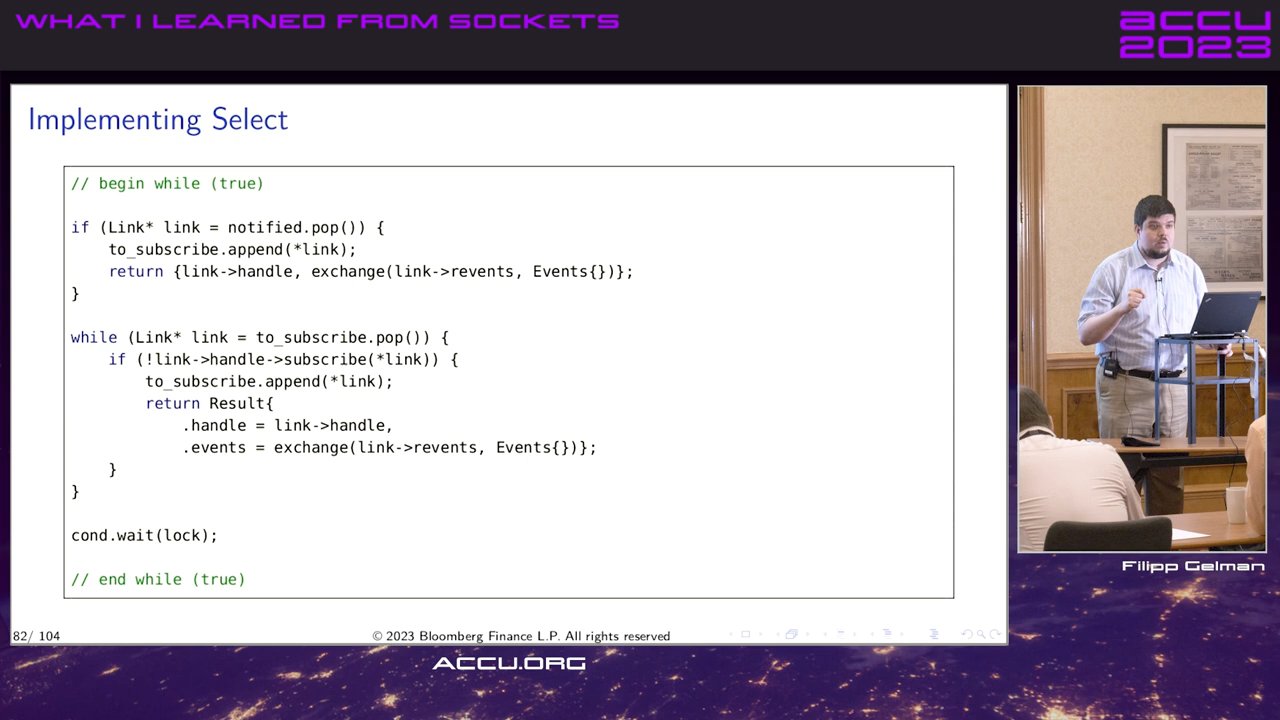 WHAT I LEARNED FROM SOCKETS
ACCU
2023
Implementing Select
// begin while (true)
if (Link* link = notified.pop()) {
to_subscribe.append(*link);
return {link->handle, exchange(link->revents, Events{})};
}
while (Link* link = to_subscribe.pop()) {
if (!link->handle->subscribe(*link)) {
to_subscribe.append(*link);
return Result{
.handle = link->handle,
.events = exchange(link->revents, Events{})};
}
}
cond.wait(lock);
// end while (true)
82/ 104
© 2023 Bloomberg Finance L.P. All rights reserved
Filipp Gelman
ACCU.ORG